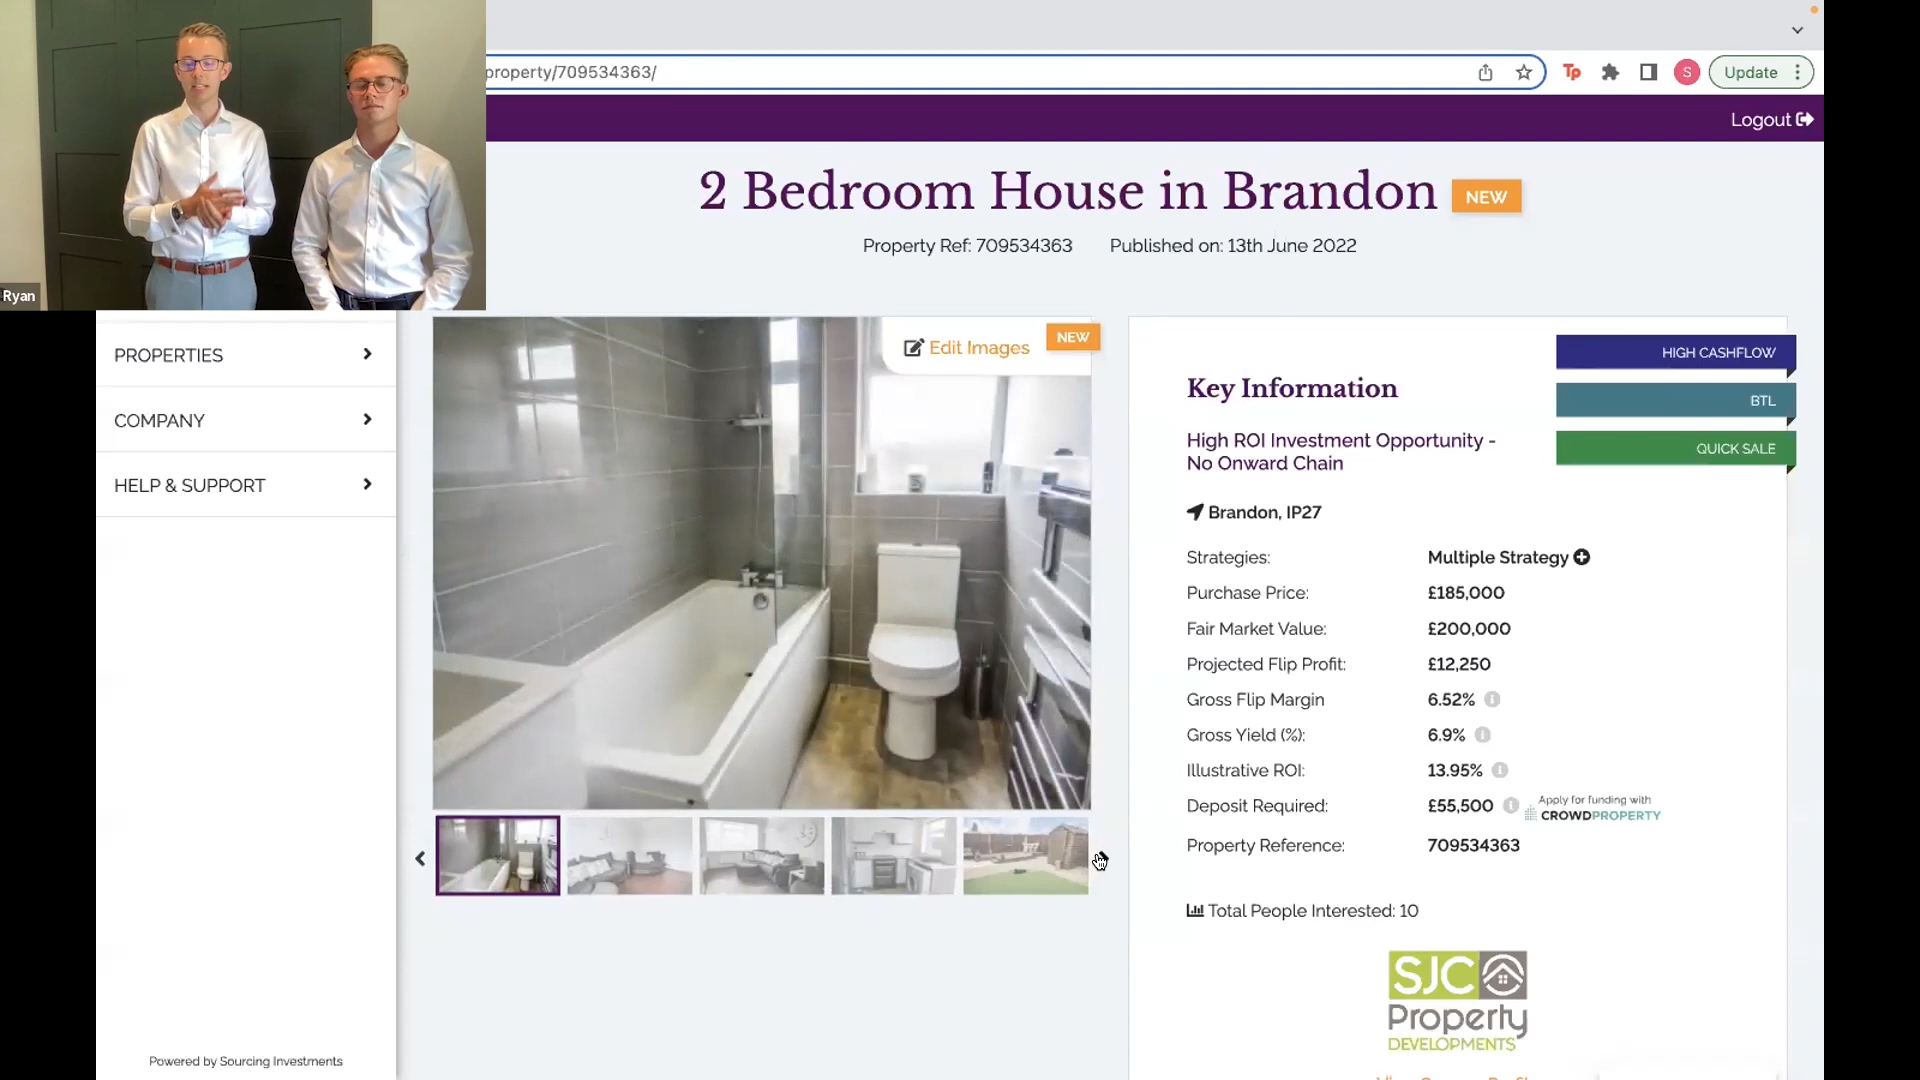 property/709534363/
Tp
S
Update
Logout
2 Bedroom House in Brandon NEW
Property Ref: 709534363 Published on: 13th June 2022
Ryan
PROPERTIES
COMPANY
HELP & SUPPORT
Powered by Sourcing Investments
Edit Images
NEW
HIGH CASHFLOW
BTL
QUICK SALE
Key Information
High ROI Investment Opportunity -
No Onward Chain
Brandon, IP27
Strategies: Multiple Strategy
Purchase Price: £185,000
Fair Market Value: £200,000
Projected Flip Profit: £12,250
Gross Flip Margin 6.52%
Gross Yield (%): 6.9%
Illustrative ROI: 13.95%
Deposit Required: £55,500
Apply for funding with
CROWDPROPERTY
Property Reference: 709534363
Total People Interested: 10
SJC
Property
DEVELOPMENTS